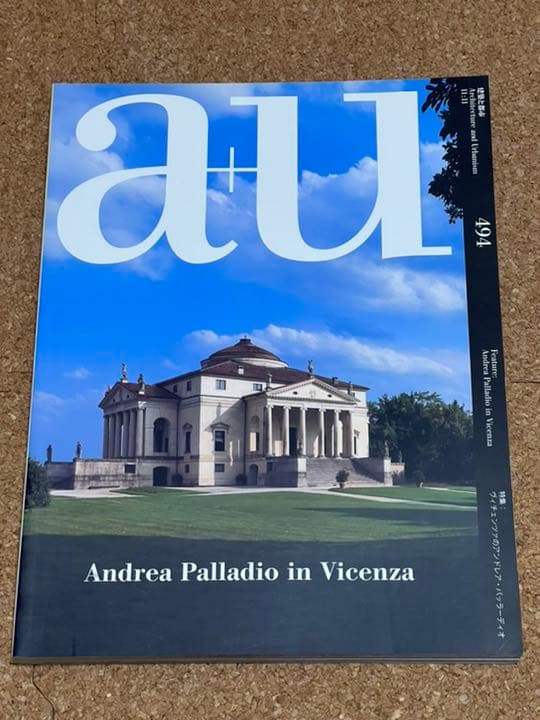 a+u
建築と都市
Architecture and Urbanism
11:11
494
Feature:
Andrea Palladio in Vicenza
特集：
ヴィチェンツァのアンドレア・パッラーディオ
Andrea Palladio in Vicenza